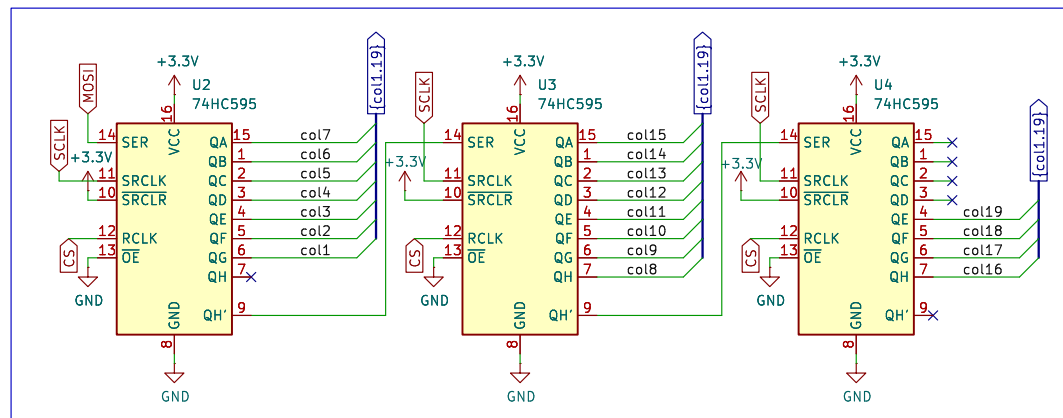 +3.3V
U2
74HC595
MOSI
SCLK
+3.3V
16
VCC
14 SER
11 SRCLK
10 SRCLR
12 RCLK
13 OE
CS
GND
QA 15 col7
QB 1 col6
QC 2 col5
QD 3 col4
QE 4 col3
QF 5 col2
QG 6 col1
QH 7
QH' 9
GND
8
GND
{col1.19}
+3.3V
U3
74HC595
SCLK
+3.3V
16
VCC
14 SER
11 SRCLK
10 SRCLR
12 RCLK
13 OE
CS
GND
QA 15 col15
QB 1 col14
QC 2 col13
QD 3 col12
QE 4 col11
QF 5 col10
QG 6 col9
QH 7 col8
QH' 9
GND
8
GND
{col1.19}
+3.3V
U4
74HC595
SCLK
+3.3V
16
VCC
14 SER
11 SRCLK
10 SRCLR
12 RCLK
13 OE
CS
GND
QA 15
QB 1
QC 2
QD 3
QE 4 col19
QF 5 col18
QG 6 col17
QH 7 col16
QH' 9
GND
8
GND
{col1.19}